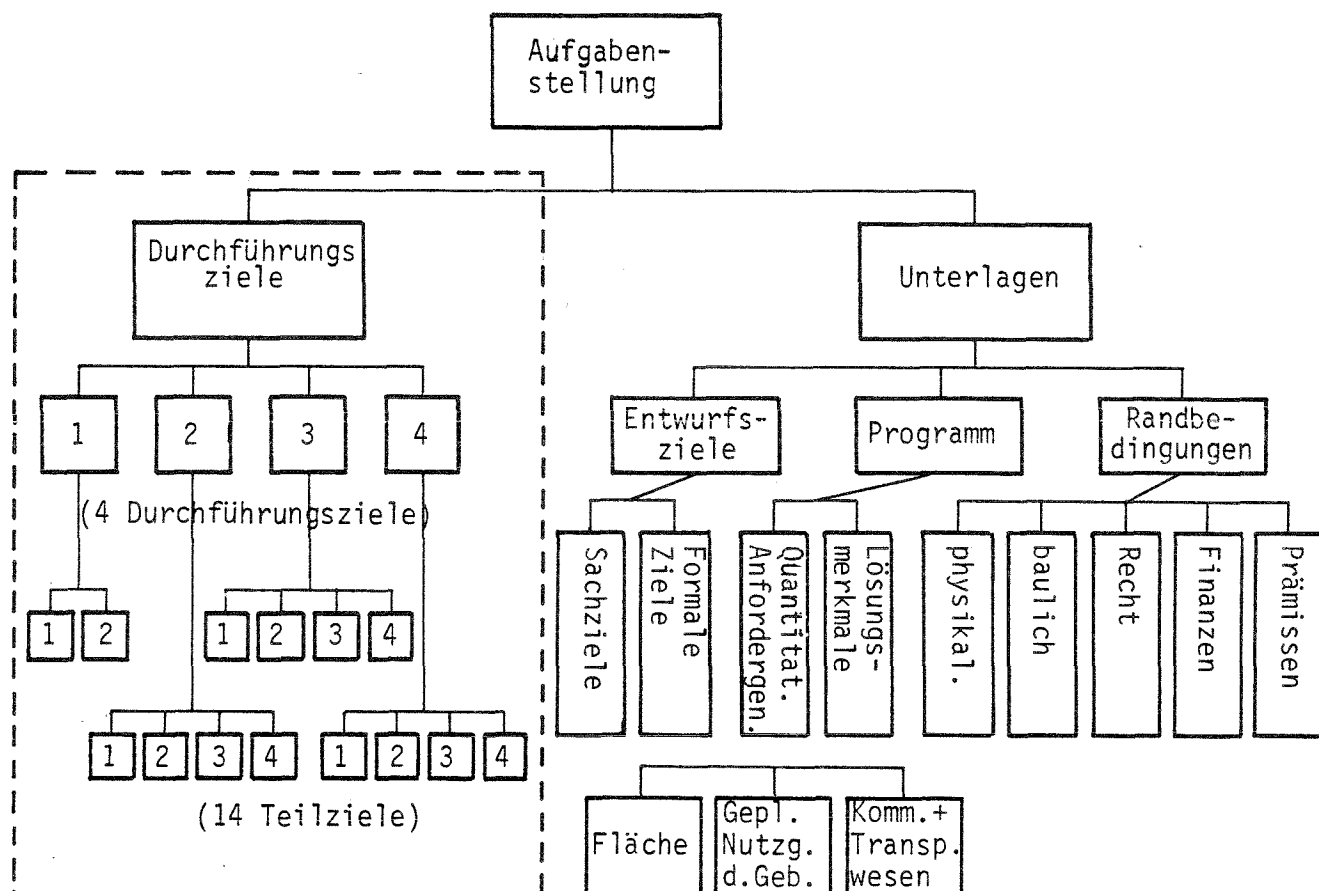 Aufgaben-
stellung
Durchführungs
ziele
Unterlagen
1 2 3 4
Entwurfs-
ziele
Programm
Randbe-
dingungen
(4 Durchführungsziele)
Sachziele
Formale
Ziele
Quantitat.
Anfordergen.
Lösungs-
merkmale
physikal.
baulich
Recht
Finanzen
Prämissen
1 2
1 2 3 4
1 2 3 4
1 2 3 4
(14 Teilziele)
Fläche
Gepl.
Nutzg.
d.Geb.
Komm.+
Transp.
wesen